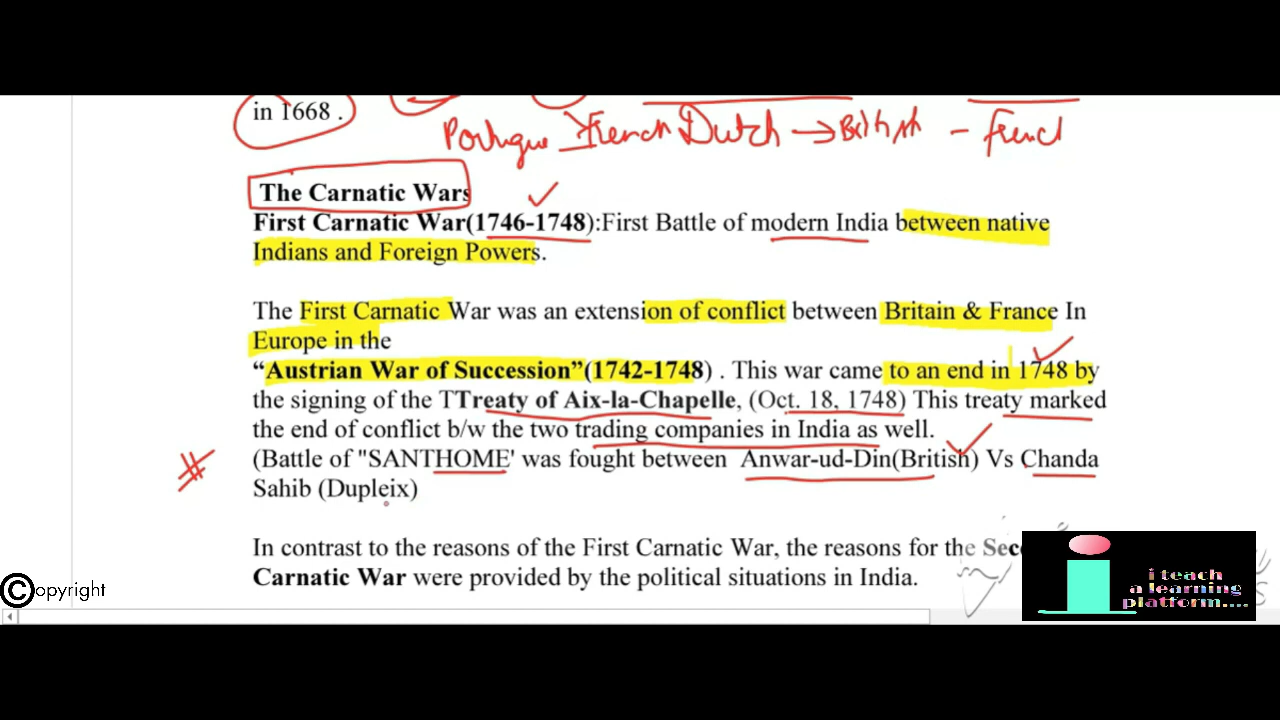 in 1668 .
Portugue French Dutch → British – French
The Carnatic Wars
First Carnatic War(1746-1748):First Battle of modern India between native
Indians and Foreign Powers.
The First Carnatic War was an extension of conflict between Britain & France In
Europe in the
“Austrian War of Succession”(1742-1748) . This war came to an end in 1748 by
the signing of the TTreaty of Aix-la-Chapelle, (Oct. 18, 1748) This treaty marked
the end of conflict b/w the two trading companies in India as well.
(Battle of "SANTHOME' was fought between Anwar-ud-Din(British) Vs Chanda
Sahib (Dupleix)
In contrast to the reasons of the First Carnatic War, the reasons for the Seco
Carnatic War were provided by the political situations in India.
©opyright
i teach
a learning
platform....